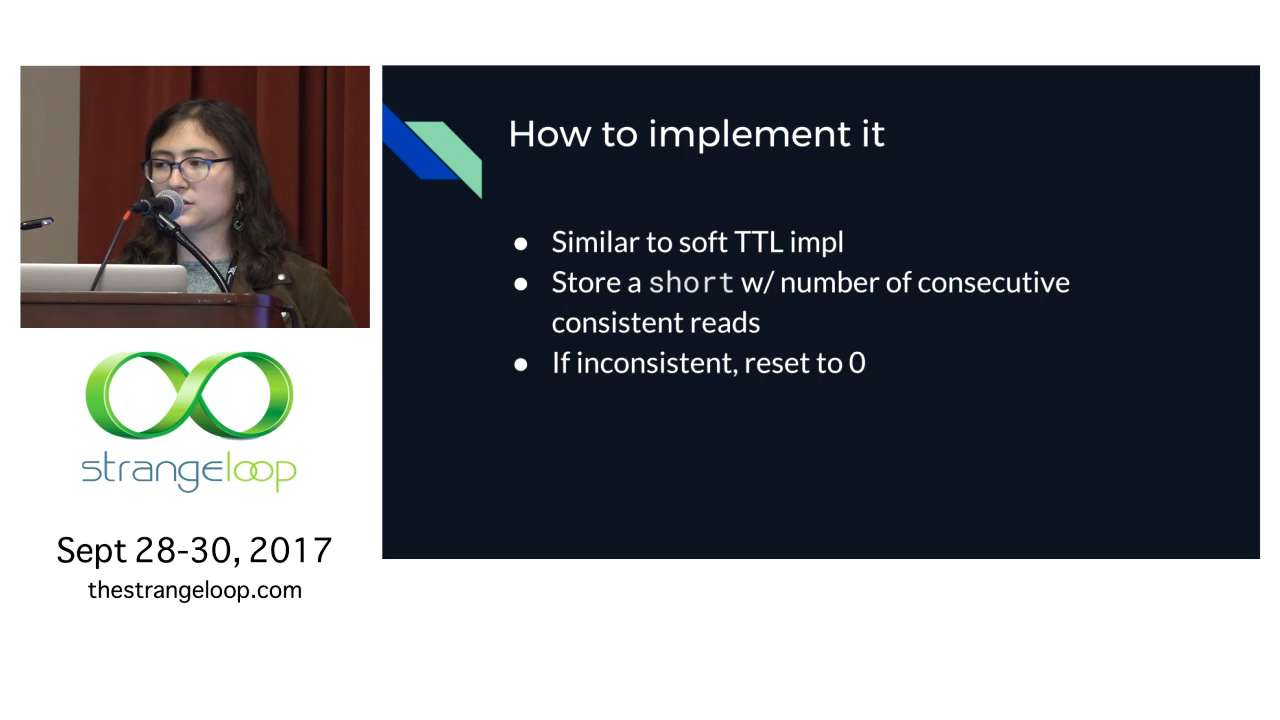 How to implement it
● Similar to soft TTL impl
● Store a short w/ number of consecutive
consistent reads
● If inconsistent, reset to 0
strangeloop
Sept 28-30, 2017
thestrangeloop.com